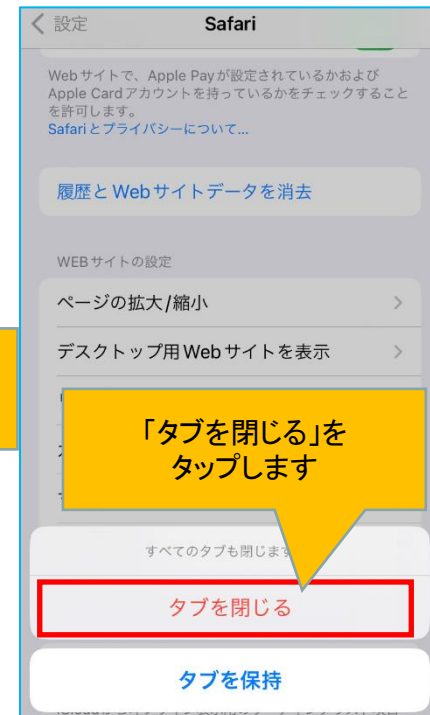 設定
Safari
Webサイトで、Apple Payが設定されているかおよび
Apple Cardアカウントを持っているかをチェックすること
を許可します。
Safariとプライバシーについて...
履歴とWebサイトデータを消去
WEBサイトの設定
ページの拡大/縮小
デスクトップ用Webサイトを表示
「タブを閉じる」を
タップします
すべてのタブも閉じます
タブを閉じる
タブを保持